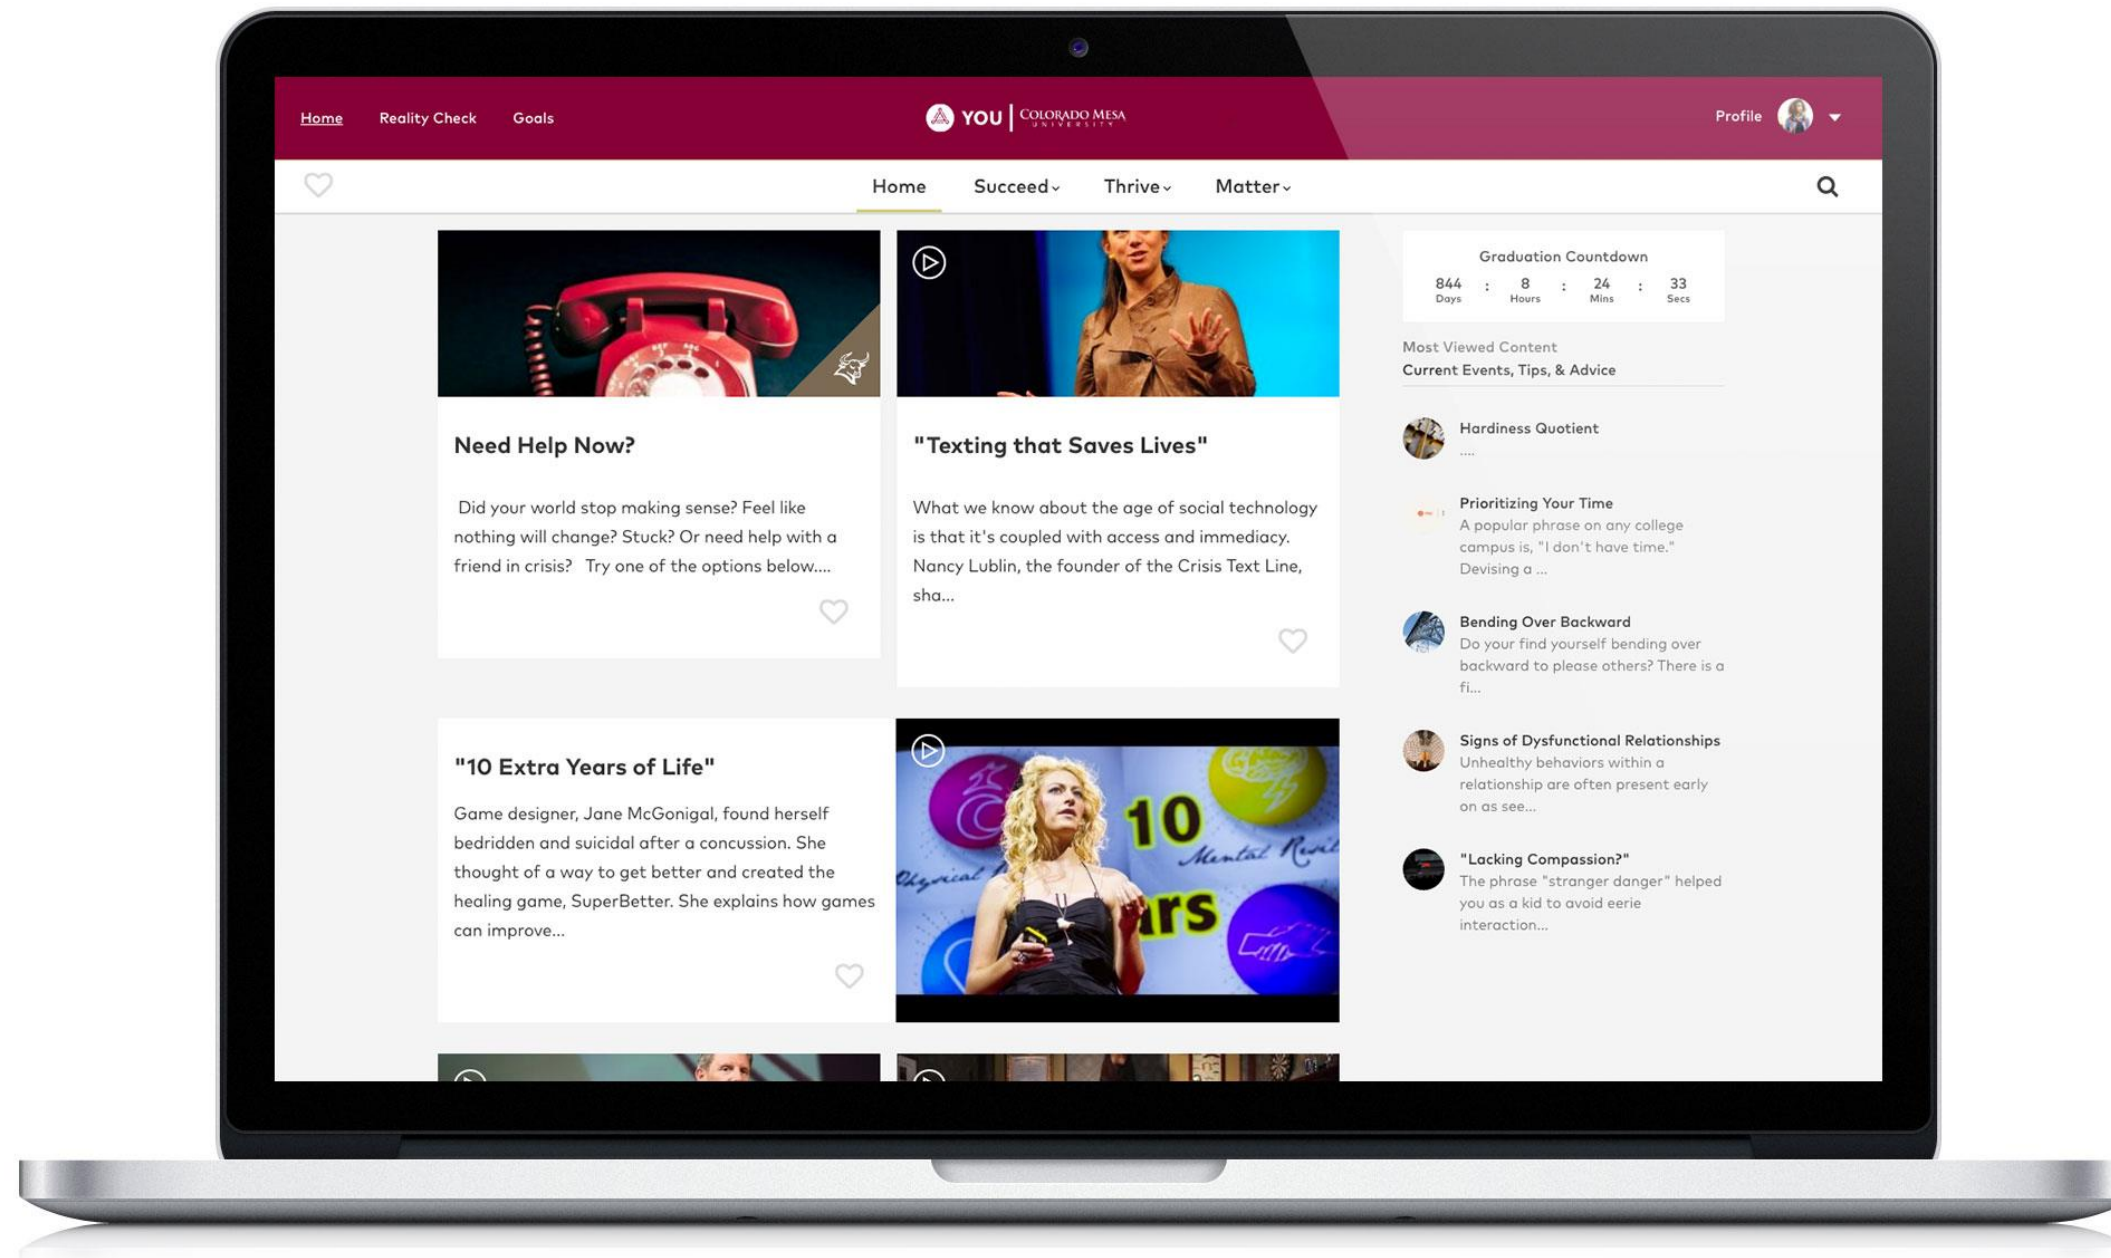 Home Reality Check Goals
YOU | COLORADO MESA
UNIVERSITY
Profile
Home Succeed Thrive Matter
Need Help Now?
Did your world stop making sense? Feel like
nothing will change? Stuck? Or need help with a
friend in crisis? Try one of the options below....
"Texting that Saves Lives"
What we know about the age of social technology
is that it's coupled with access and immediacy.
Nancy Lublin, the founder of the Crisis Text Line,
sha...
"10 Extra Years of Life"
Game designer, Jane McGonigal, found herself
bedridden and suicidal after a concussion. She
thought of a way to get better and created the
healing game, SuperBetter. She explains how games
can improve...
10
Mental
Physical
ars
Graduation Countdown
844 : 8 : 24 : 33
Days Hours Mins Secs
Most Viewed Content
Current Events, Tips, & Advice
Hardiness Quotient
....
Prioritizing Your Time
A popular phrase on any college
campus is, "I don't have time."
Devising a ...
Bending Over Backward
Do your find yourself bending over
backward to please others? There is a
fi...
Signs of Dysfunctional Relationships
Unhealthy behaviors within a
relationship are often present early
on as see...
"Lacking Compassion?"
The phrase "stranger danger" helped
you as a kid to avoid eerie
interaction...